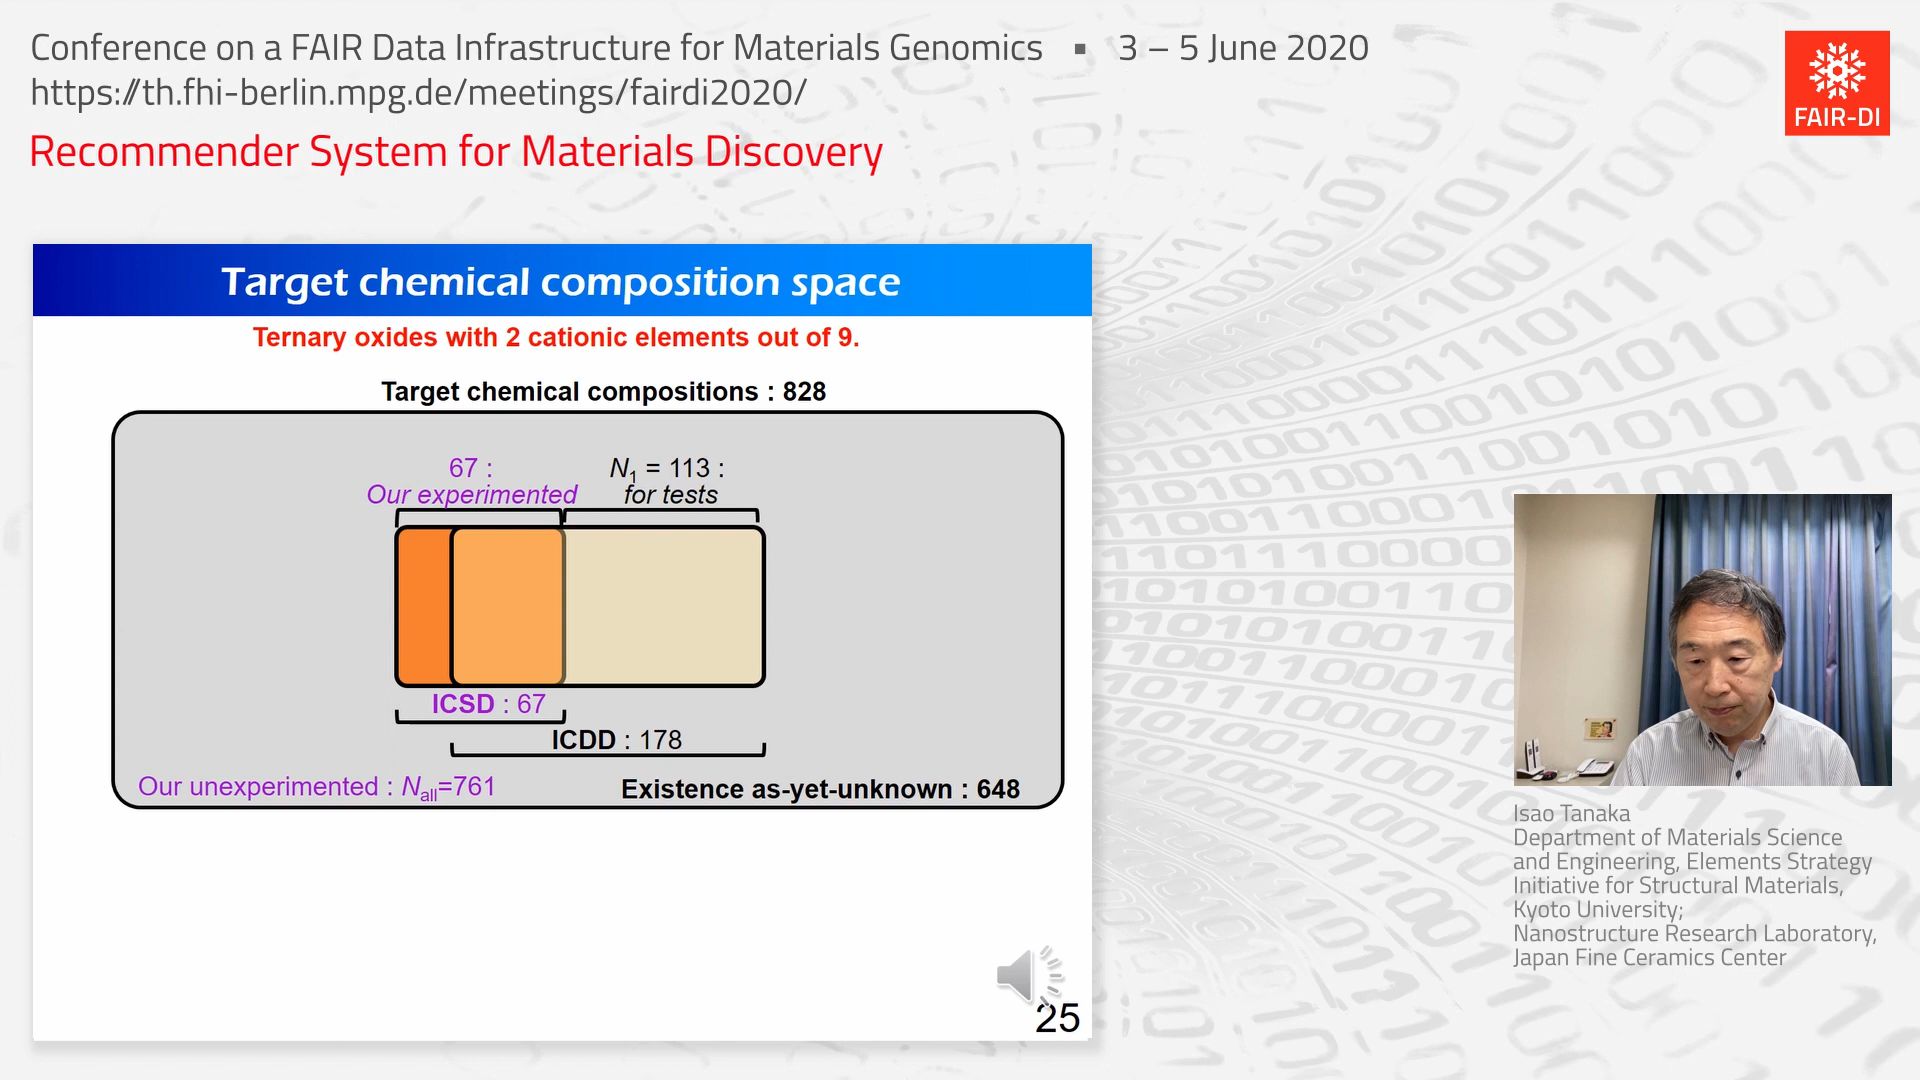 Conference on a FAIR Data Infrastructure for Materials Genomics ▪ 3 – 5 June 2020
https://th.fhi-berlin.mpg.de/meetings/fairdi2020/
Recommender System for Materials Discovery
FAIR-DI
Target chemical composition space
Ternary oxides with 2 cationic elements out of 9.
Target chemical compositions : 828
67 :
Our experimented
N1 = 113 :
for tests
ICSD : 67
ICDD : 178
Our unexperimented : Nall=761
Existence as-yet-unknown : 648
25
Isao Tanaka
Department of Materials Science
and Engineering, Elements Strategy
Initiative for Structural Materials,
Kyoto University;
Nanostructure Research Laboratory,
Japan Fine Ceramics Center